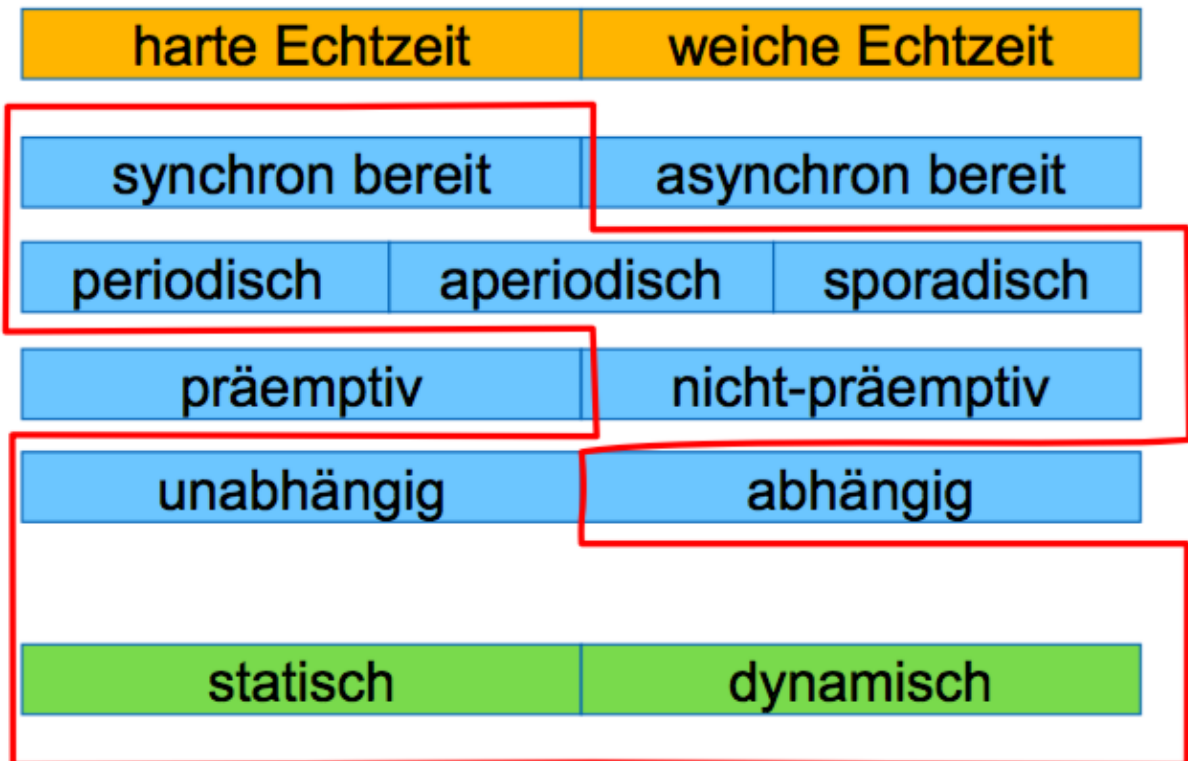 harte Echtzeit weiche Echtzeit
synchron bereit asynchron bereit
periodisch aperiodisch sporadisch
präemptiv nicht-präemptiv
unabhängig abhängig
statisch dynamisch